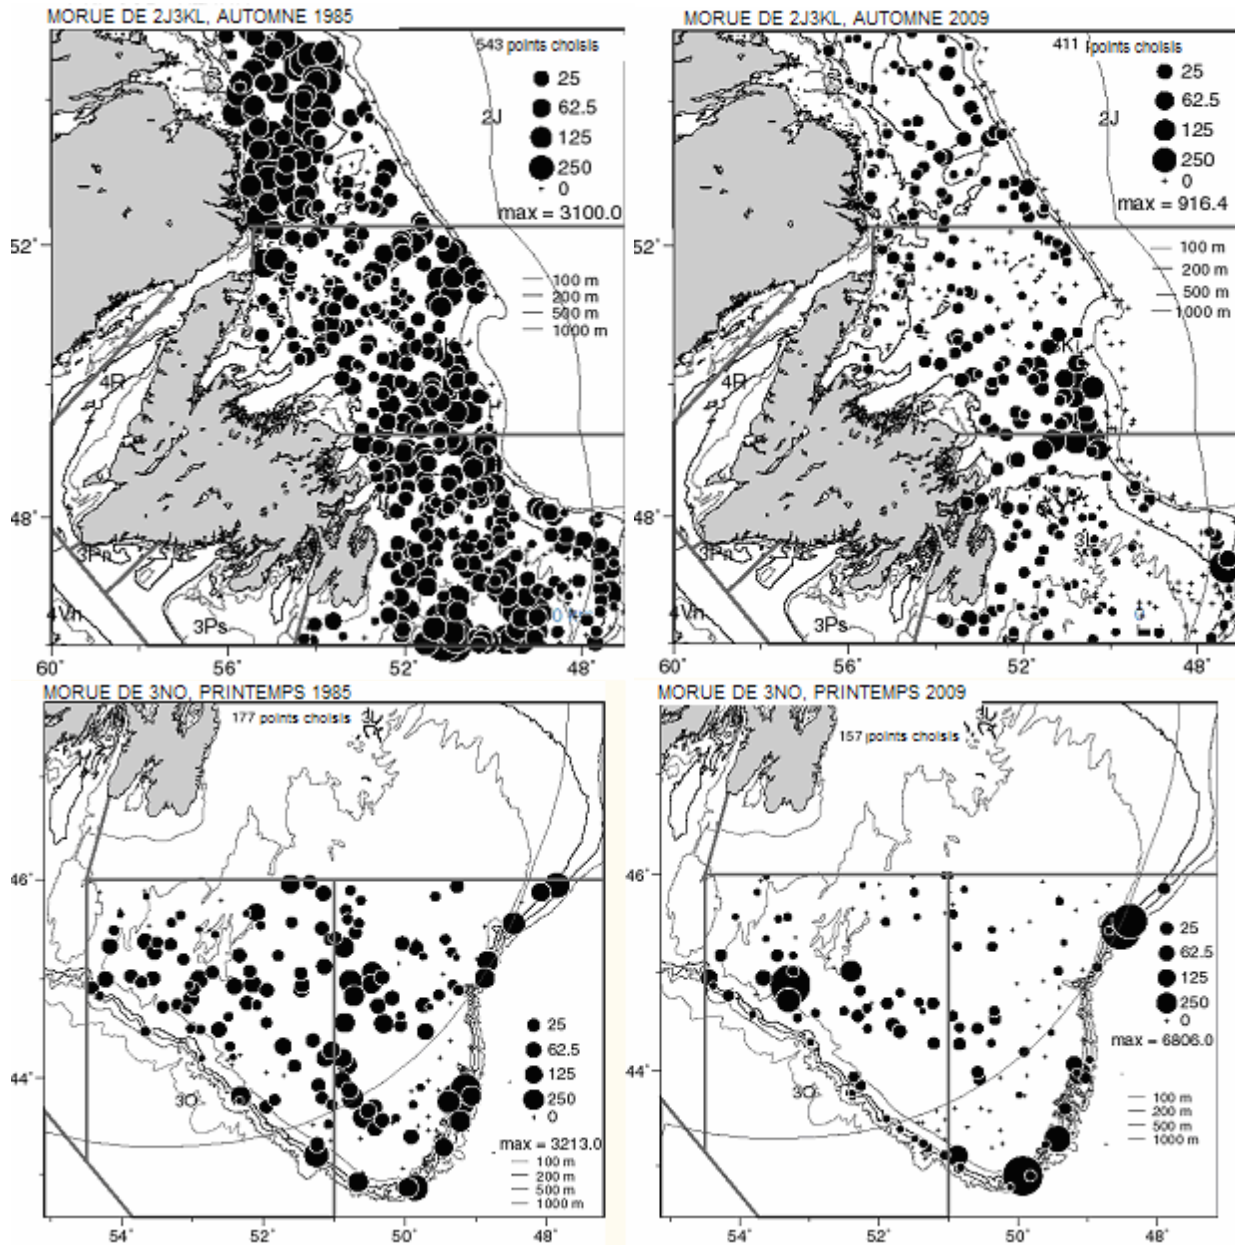 MORUE DE 2J3KL, AUTOMNE 1985
543 points choisis
25
62.5
125
250
0
max = 3100.0
2J
100 m
200 m
500 m
1000 m
4R
3Pn
4Vn
3Ps
52°
48°
60° 56° 52° 48°
MORUE DE 2J3KL, AUTOMNE 2009
411 points choisis
25
62.5
125
250
0
max = 916.4
2J
100 m
200 m
500 m
1000 m
4R
3L
3Pn
4Vn
3Ps
52°
48°
60° 56° 52° 48°
MORUE DE 3NO, PRINTEMPS 1985
177 points choisis
3L
25
62.5
125
250
0
max = 3213.0
100 m
200 m
500 m
1000 m
3O
46°
44°
54° 52° 50° 48°
MORUE DE 3NO, PRINTEMPS 2009
157 points choisis
25
62.5
125
250
0
max = 6806.0
100 m
200 m
500 m
1000 m
3O
46°
44°
54° 52° 50° 48°